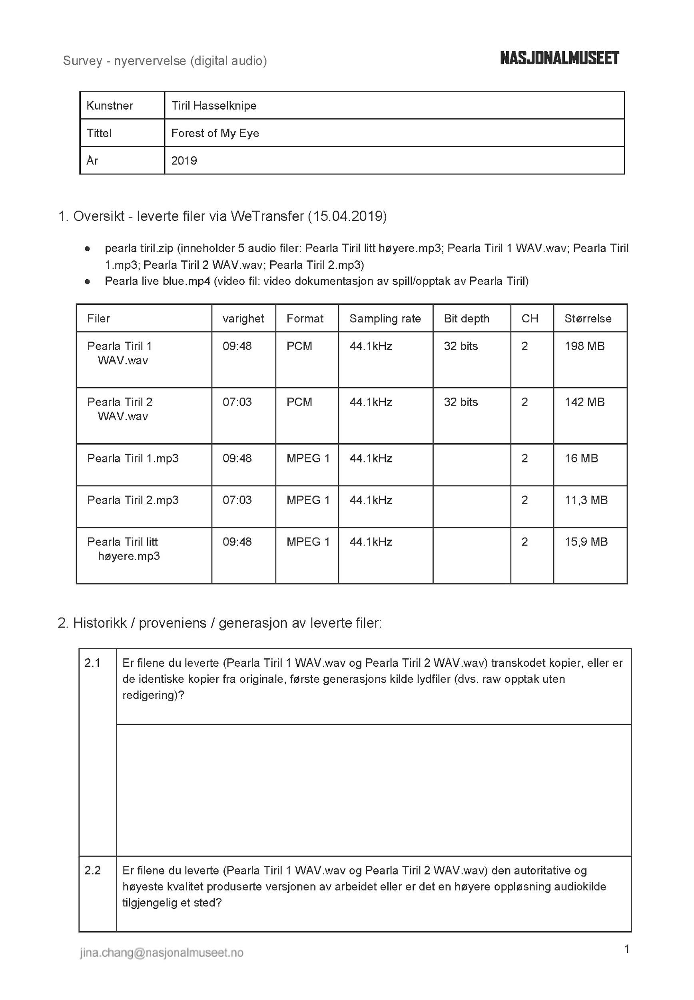 Survey - nyervervelse (digital audio)
NASJONALMUSEET
Kunstner Tiril Hasselknipe
Tittel Forest of My Eye
År 2019
1. Oversikt - leverte filer via WeTransfer (15.04.2019)
● pearla tiril.zip (inneholder 5 audio filer: Pearla Tiril litt høyere.mp3; Pearla Tiril 1 WAV.wav; Pearla Tiril
1.mp3; Pearla Tiril 2 WAV.wav; Pearla Tiril 2.mp3)
● Pearla live blue.mp4 (video fil: video dokumentasjon av spill/opptak av Pearla Tiril)
Filer varighet Format Sampling rate Bit depth CH Størrelse
Pearla Tiril 1 09:48 PCM 44.1kHz 32 bits 2 198 MB
WAV.wav
Pearla Tiril 2 07:03 PCM 44.1kHz 32 bits 2 142 MB
WAV.wav
Pearla Tiril 1.mp3 09:48 MPEG 1 44.1kHz 2 16 MB
Pearla Tiril 2.mp3 07:03 MPEG 1 44.1kHz 2 11,3 MB
Pearla Tiril litt 09:48 MPEG 1 44.1kHz 2 15,9 MB
høyere.mp3
2. Historikk / proveniens / generasjon av leverte filer:
2.1 Er filene du leverte (Pearla Tiril 1 WAV.wav og Pearla Tiril 2 WAV.wav) transkodet kopier, eller er
de identiske kopier fra originale, første generasjons kilde lydfiler (dvs. raw opptak uten
redigering)?
2.2 Er filene du leverte (Pearla Tiril 1 WAV.wav og Pearla Tiril 2 WAV.wav) den autoritative og
høyeste kvalitet produserte versjonen av arbeidet eller er det en høyere oppløsning audiokilde
tilgjengelig et sted?
jina.chang@nasjonalmuseet.no
1